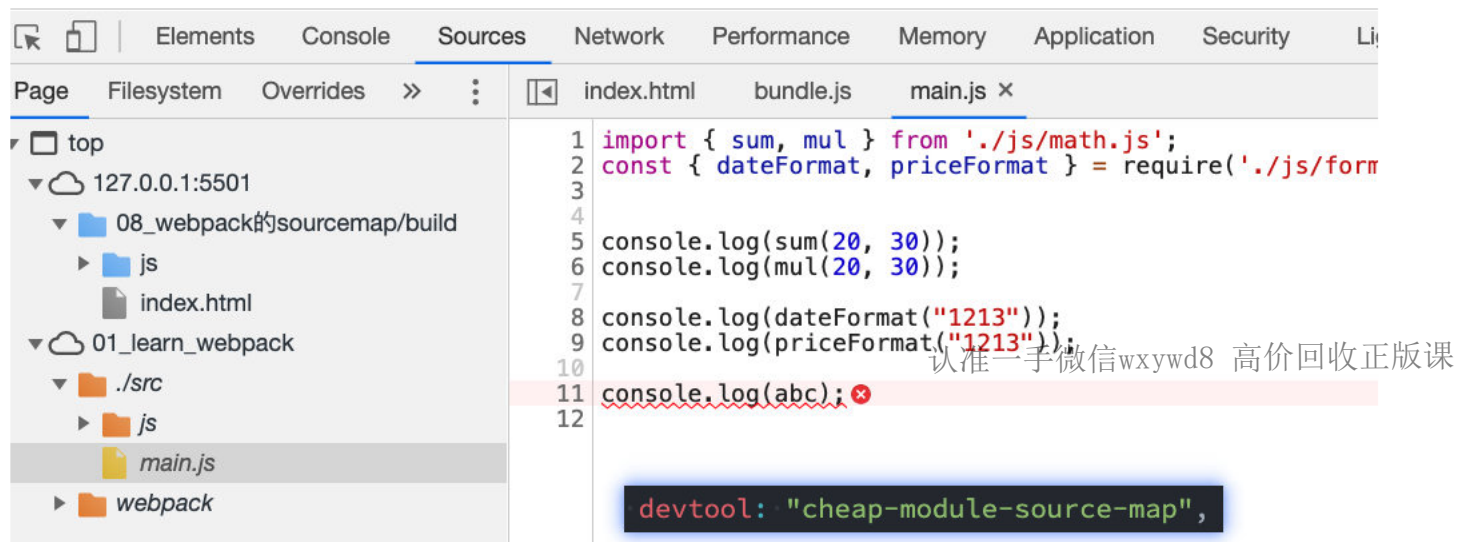 Elements Console Sources Network Performance Memory Application Security Li
Page Filesystem Overrides » index.html bundle.js main.js ×
top
127.0.0.1:5501
08_webpack的sourcemap/build
js
index.html
01_learn_webpack
./src
js
main.js
webpack
1 import { sum, mul } from './js/math.js';
2 const { dateFormat, priceFormat } = require('./js/form
3
4
5 console.log(sum(20, 30));
6 console.log(mul(20, 30));
7
8 console.log(dateFormat("1213"));
9 console.log(priceFormat("1213"));
10
11 console.log(abc);
12
认准一手微信wxywd8 高价回收正版课
devtool: "cheap-module-source-map",